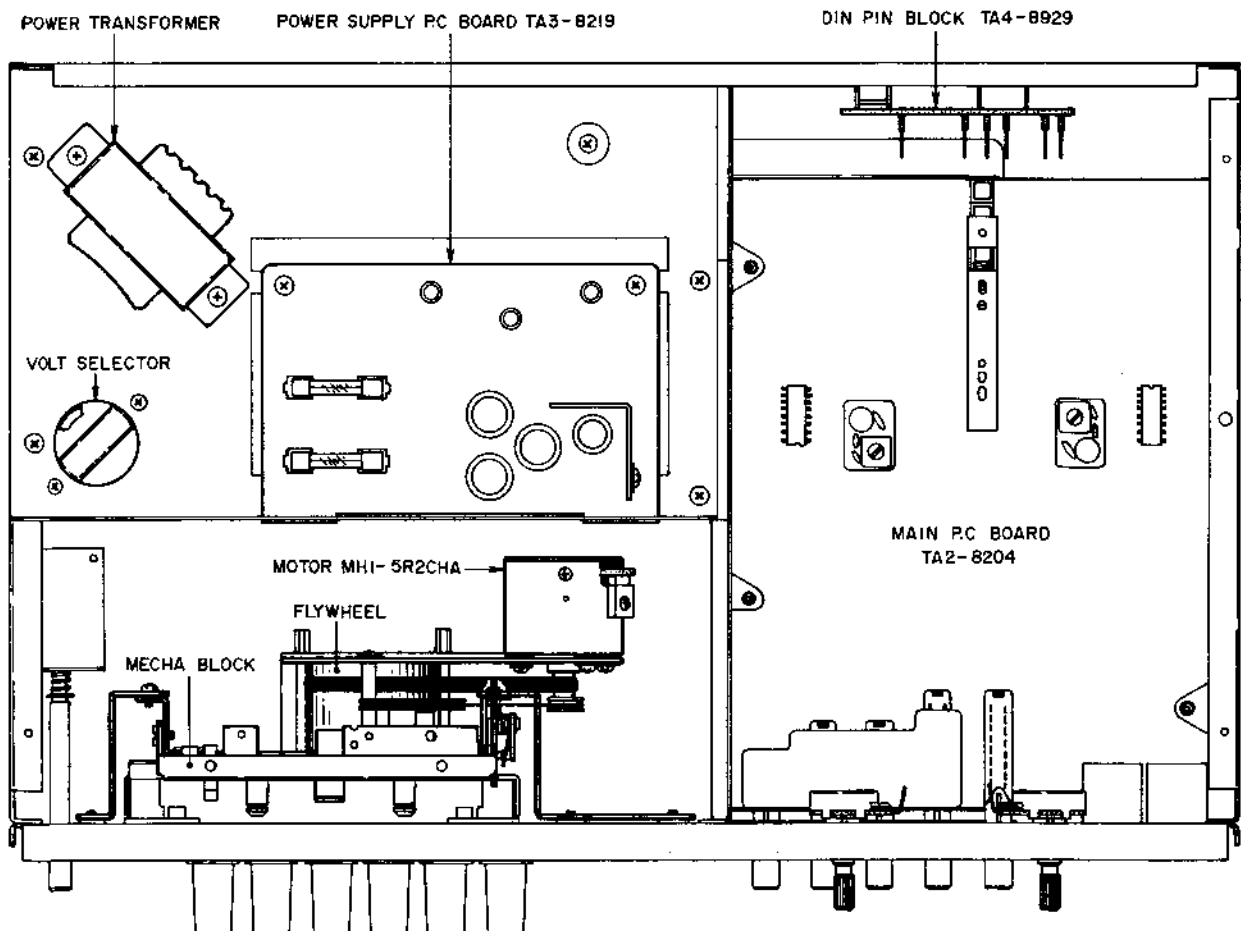 POWER TRANSFORMER
POWER SUPPLY P.C BOARD TA3-8219
DIN PIN BLOCK TA4-8929
VOLT SELECTOR
MAIN P.C BOARD
TA2-8204
MOTOR MHI-5R2CHA
FLYWHEEL
MECHA BLOCK